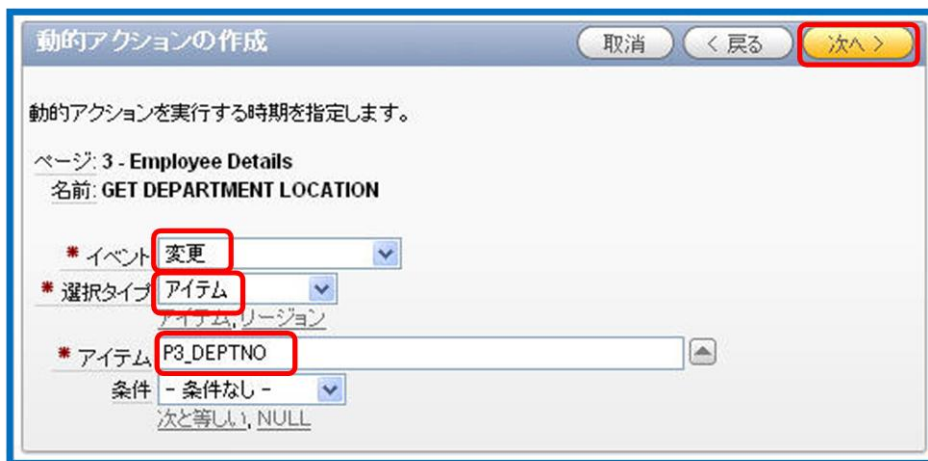 動的アクションの作成
取消
< 戻る
次へ >
動的アクションを実行する時期を指定します。
ページ: 3 - Employee Details
名前: GET DEPARTMENT LOCATION
* イベント 変更
* 選択タイプ アイテム
アイテム, リージョン
* アイテム P3_DEPTNO
条件 - 条件なし -
次と等しい, NULL